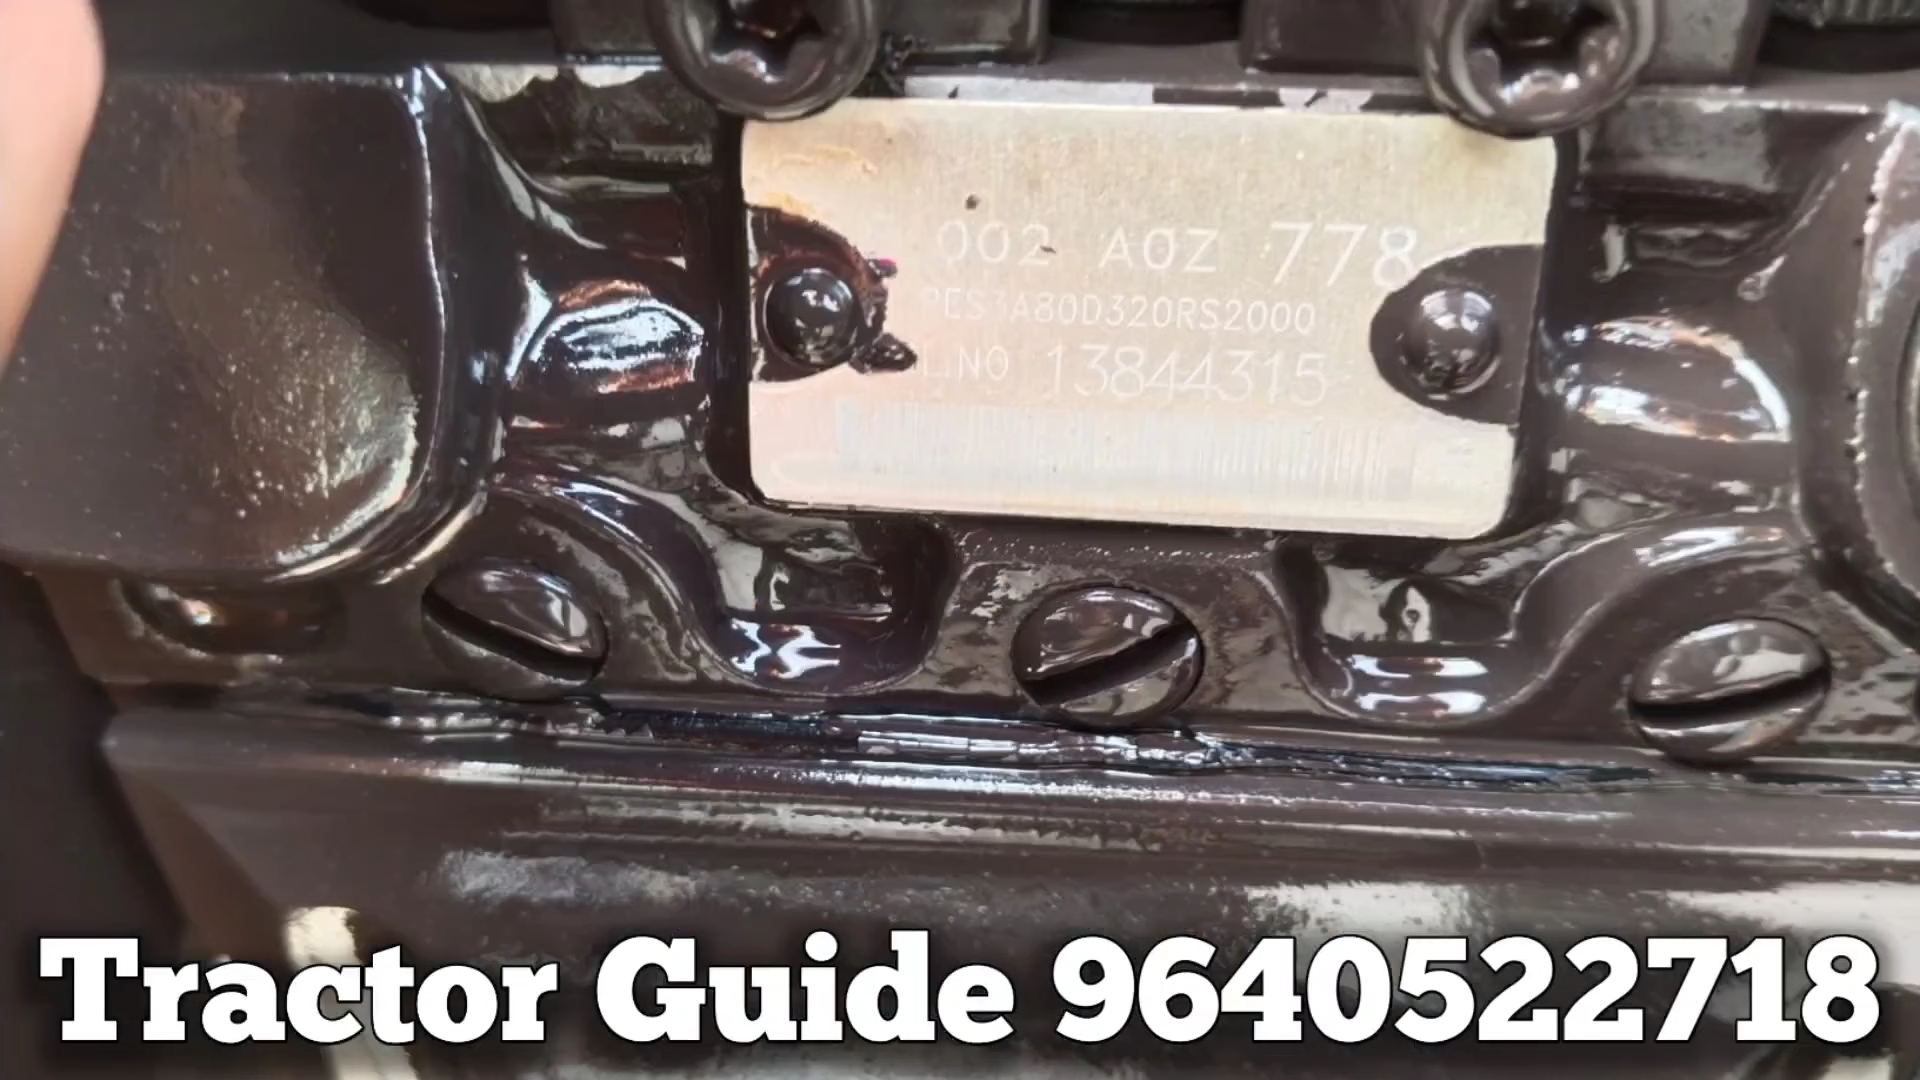 002 A0Z 778
PES3A80D320RS2000
L.NO 13844315
Tractor Guide 9640522718